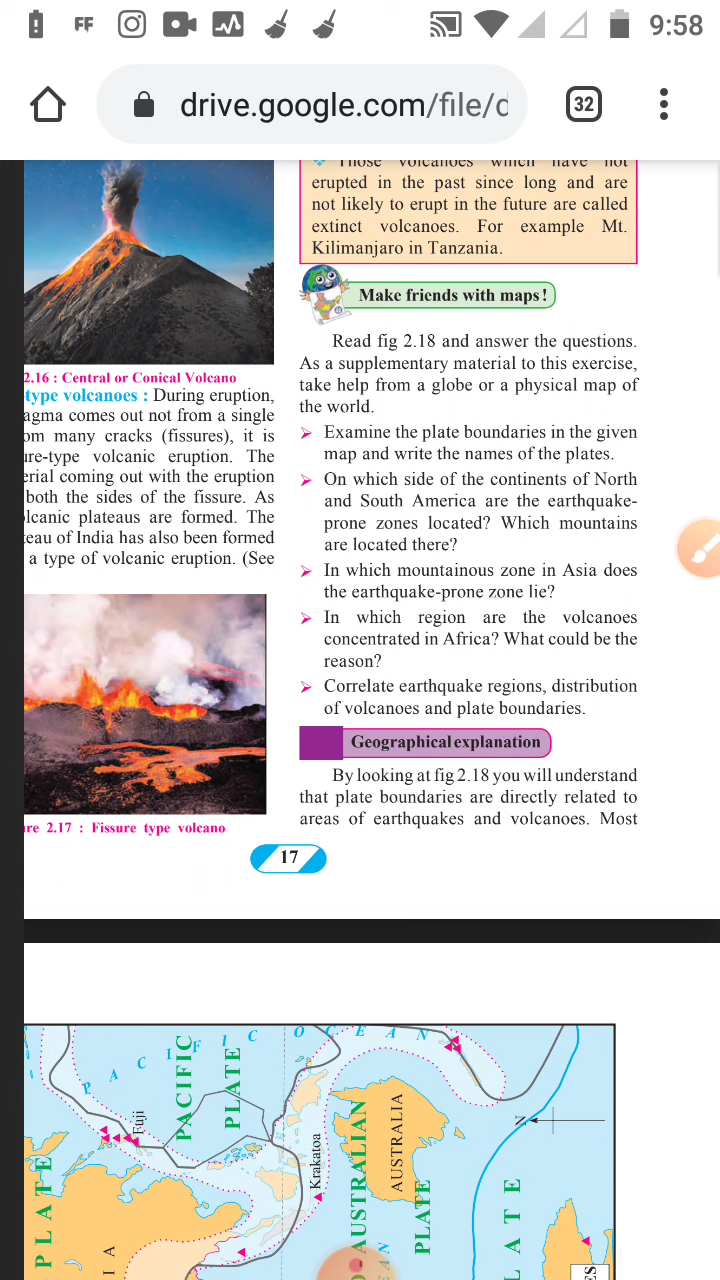 FF
9:58
drive.google.com/file/d
32
Those volcanoes which have not
erupted in the past since long and are
not likely to erupt in the future are called
extinct volcanoes. For example Mt.
Kilimanjaro in Tanzania.
2.16 : Central or Conical Volcano
type volcanoes : During eruption,
agma comes out not from a single
om many cracks (fissures), it is
ure-type volcanic eruption. The
erial coming out with the eruption
both the sides of the fissure. As
lcanic plateaus are formed. The
teau of India has also been formed
a type of volcanic eruption. (See
re 2.17 : Fissure type volcano
Make friends with maps!
Read fig 2.18 and answer the questions.
As a supplementary material to this exercise,
take help from a globe or a physical map of
the world.
➢ Examine the plate boundaries in the given
map and write the names of the plates.
➢ On which side of the continents of North
and South America are the earthquake-
prone zones located? Which mountains
are located there?
➢ In which mountainous zone in Asia does
the earthquake-prone zone lie?
➢ In which region are the volcanoes
concentrated in Africa? What could be the
reason?
➢ Correlate earthquake regions, distribution
of volcanoes and plate boundaries.
Geographical explanation
By looking at fig 2.18 you will understand
that plate boundaries are directly related to
areas of earthquakes and volcanoes. Most
17
PACIFIC OCEAN
PACIFIC
PLATE
Fuji
Krakatoa
AUSTRALIAN
PLAPE
AUSTRALIA
N
PLATE
I A
E A N
L A T E
ES